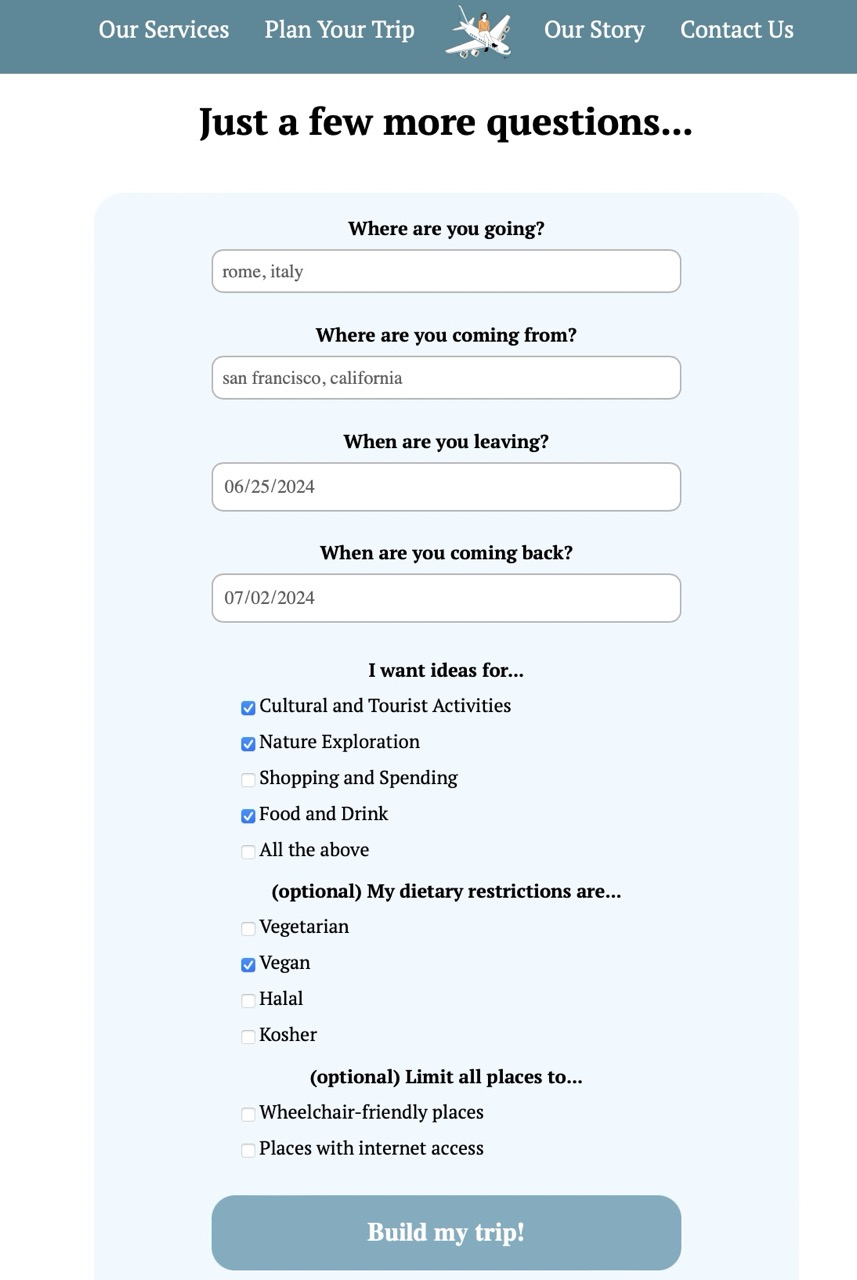 Our Services Plan Your Trip Our Story Contact Us
Just a few more questions...
Where are you going?
rome, italy
Where are you coming from?
san francisco, california
When are you leaving?
06/25/2024
When are you coming back?
07/02/2024
I want ideas for...
Cultural and Tourist Activities
Nature Exploration
Shopping and Spending
Food and Drink
All the above
(optional) My dietary restrictions are...
Vegetarian
Vegan
Halal
Kosher
(optional) Limit all places to...
Wheelchair-friendly places
Places with internet access
Build my trip!